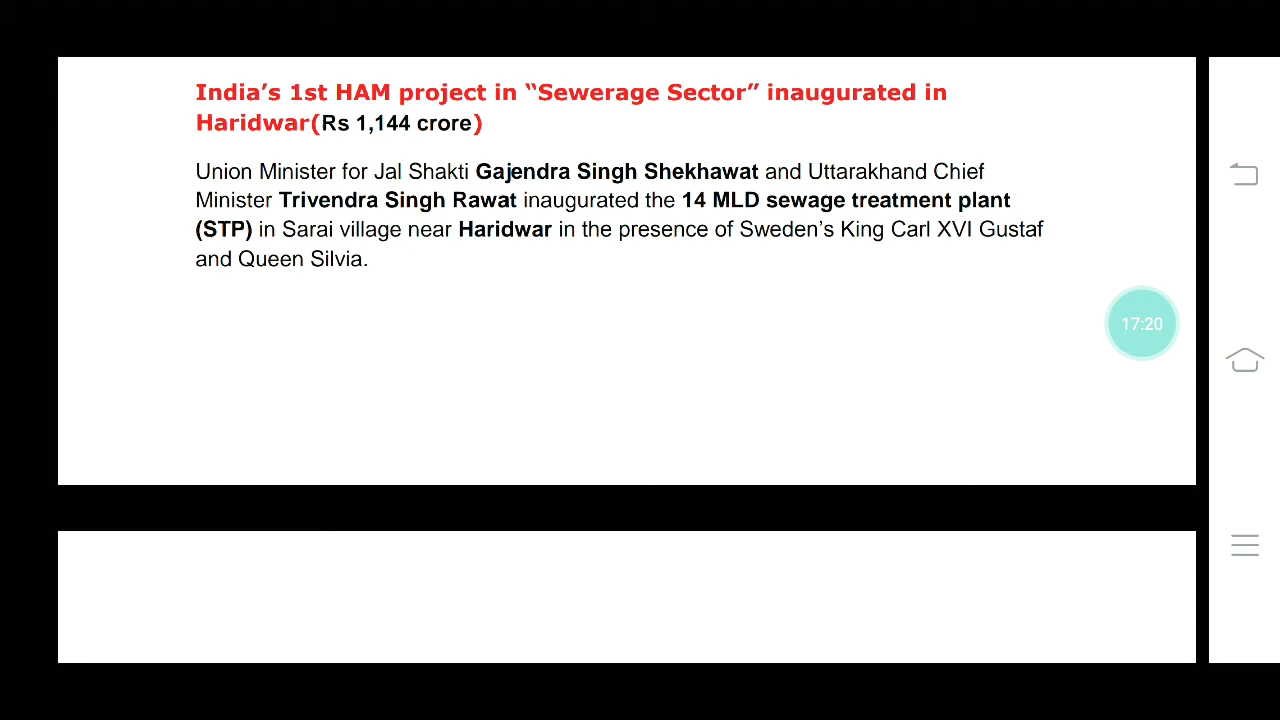 India’s 1st HAM project in “Sewerage Sector” inaugurated in
Haridwar(Rs 1,144 crore)
Union Minister for Jal Shakti Gajendra Singh Shekhawat and Uttarakhand Chief
Minister Trivendra Singh Rawat inaugurated the 14 MLD sewage treatment plant
(STP) in Sarai village near Haridwar in the presence of Sweden’s King Carl XVI Gustaf
and Queen Silvia.
17:20